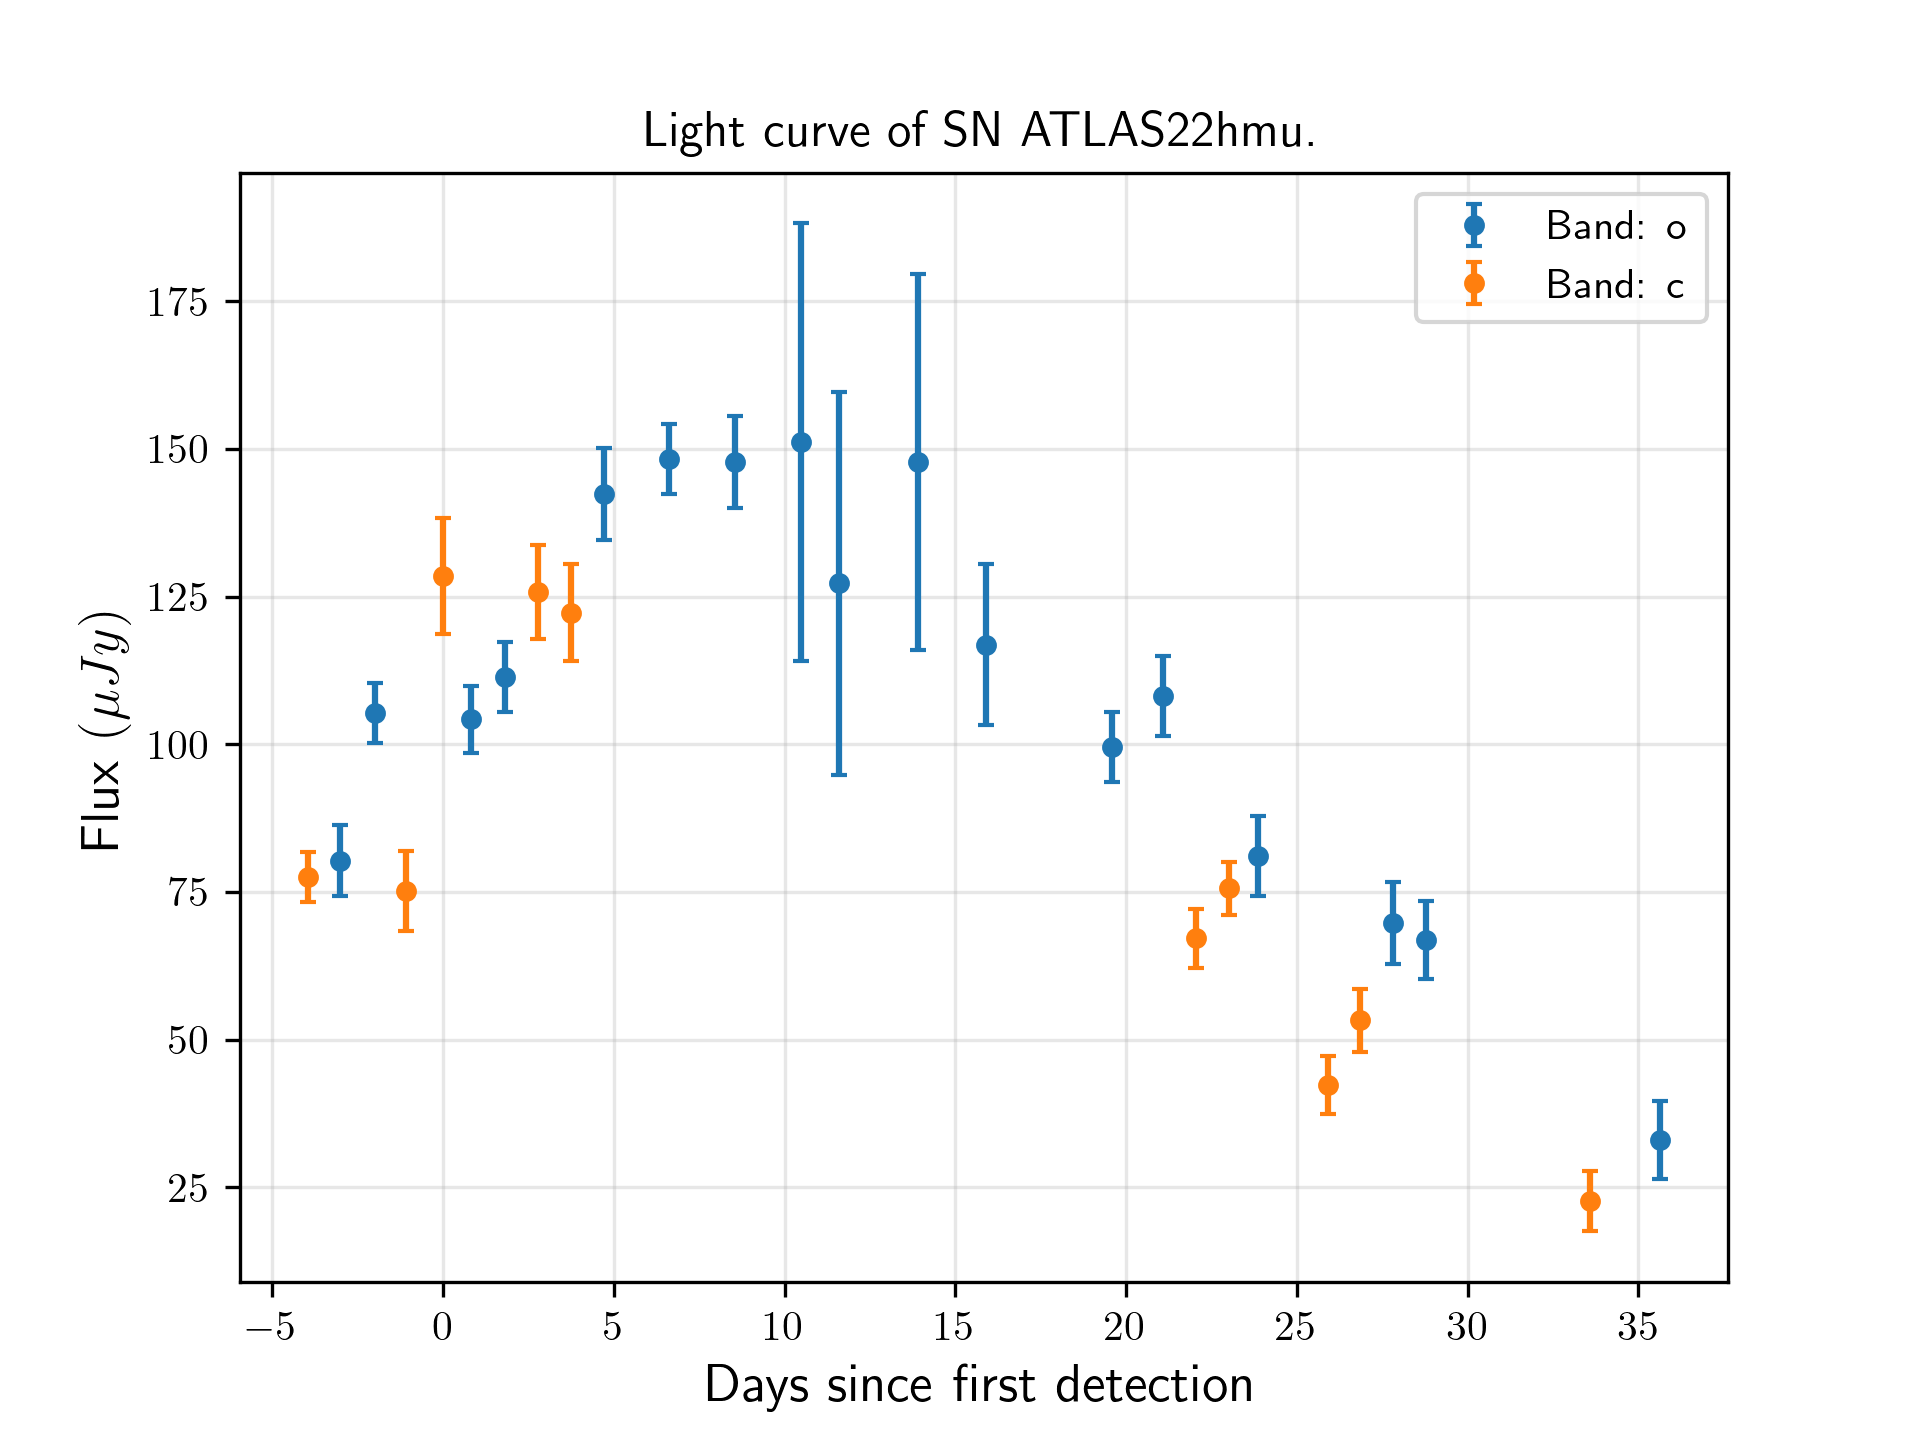 Light curve of SN ATLAS22hmu.
Band: o
Band: c
175
150
125
100
75
50
25
Flux (μJy)
−5 0 5 10 15 20 25 30 35
Days since first detection